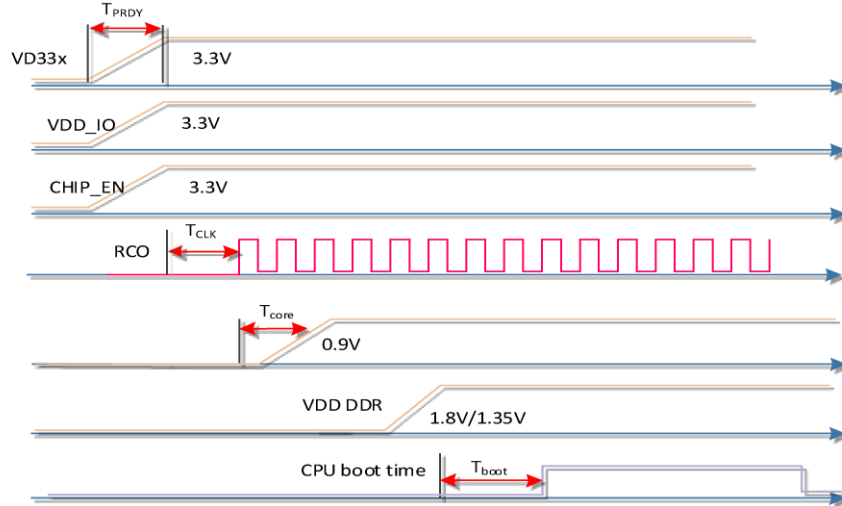 TPRDY
VD33x
3.3V
VDD_IO
3.3V
CHIP_EN
3.3V
RCO
TCLK
Tcore
0.9V
VDD DDR
1.8V/1.35V
CPU boot time
Tboot